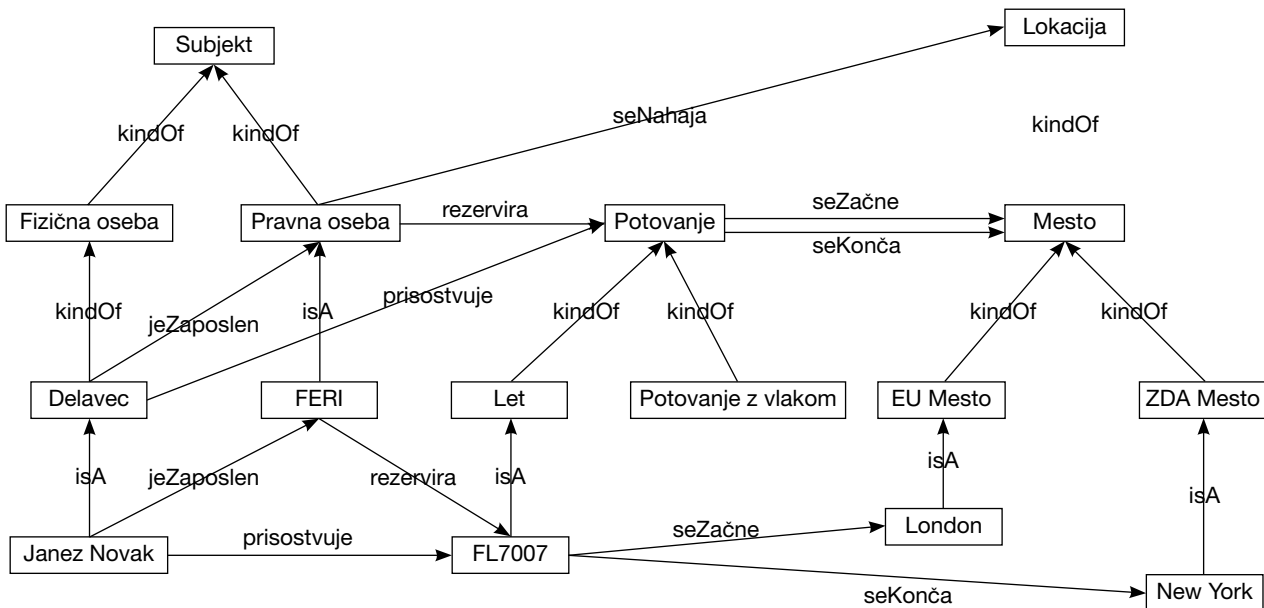 Lokacija
Subjekt
seNahaja
kindOf
kindOf
kindOf
Fizična oseba
Pravna oseba
rezervira
Potovanje
seZačne
seKonča
Mesto
kindOf
jeZaposlen
isA
prisostvuje
kindOf
kindOf
kindOf
kindOf
Delavec
FERI
Let
Potovanje z vlakom
EU Mesto
ZDA Mesto
isA
jeZaposlen
rezervira
isA
isA
isA
Janez Novak
prisostvuje
FL7007
seZačne
London
seKonča
New York